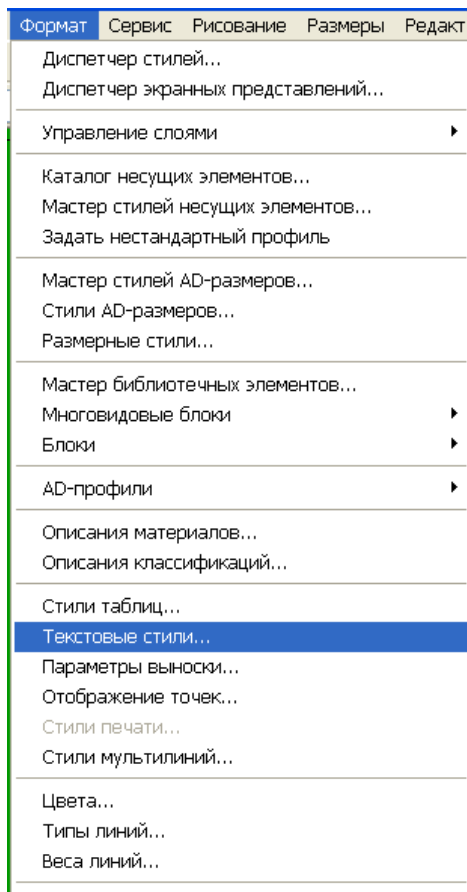 Формат Сервис Рисование Размеры Редакт
Диспетчер стилей...
Диспетчер экранных представлений...
Управление слоями
Каталог несущих элементов...
Мастер стилей несущих элементов...
Задать нестандартный профиль
Мастер стилей AD-размеров...
Стили AD-размеров...
Размерные стили...
Мастер библиотечных элементов...
Многовидовые блоки
Блоки
AD-профили
Описания материалов...
Описания классификаций...
Стили таблиц...
Текстовые стили...
Параметры выноски...
Отображение точек...
Стили печати...
Стили мультилиний...
Цвета...
Типы линий...
Веса линий...